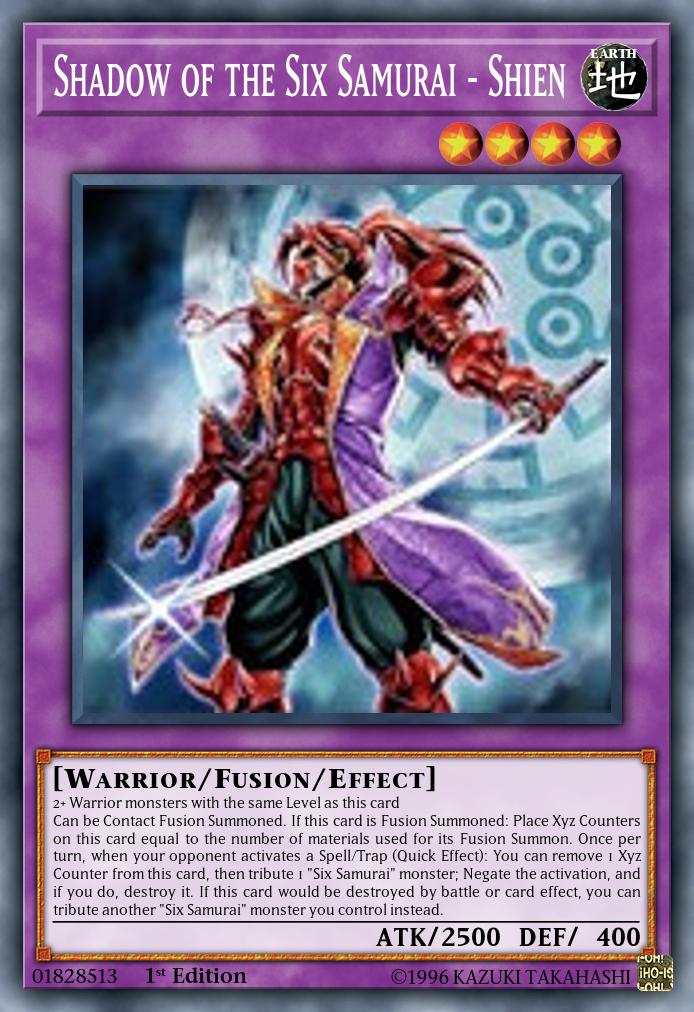 Shadow of the Six Samurai - Shien
EARTH
地
[Warrior/Fusion/Effect]
2+ Warrior monsters with the same Level as this card
Can be Contact Fusion Summoned. If this card is Fusion Summoned: Place Xyz Counters
on this card equal to the number of materials used for its Fusion Summon. Once per
turn, when your opponent activates a Spell/Trap (Quick Effect): You can remove 1 Xyz
Counter from this card, then tribute 1 "Six Samurai" monster; Negate the activation, and
if you do, destroy it. If this card would be destroyed by battle or card effect, you can
tribute another "Six Samurai" monster you control instead.
ATK/2500 DEF/ 400
01828513 1st Edition ©1996 KAZUKI TAKAHASHI